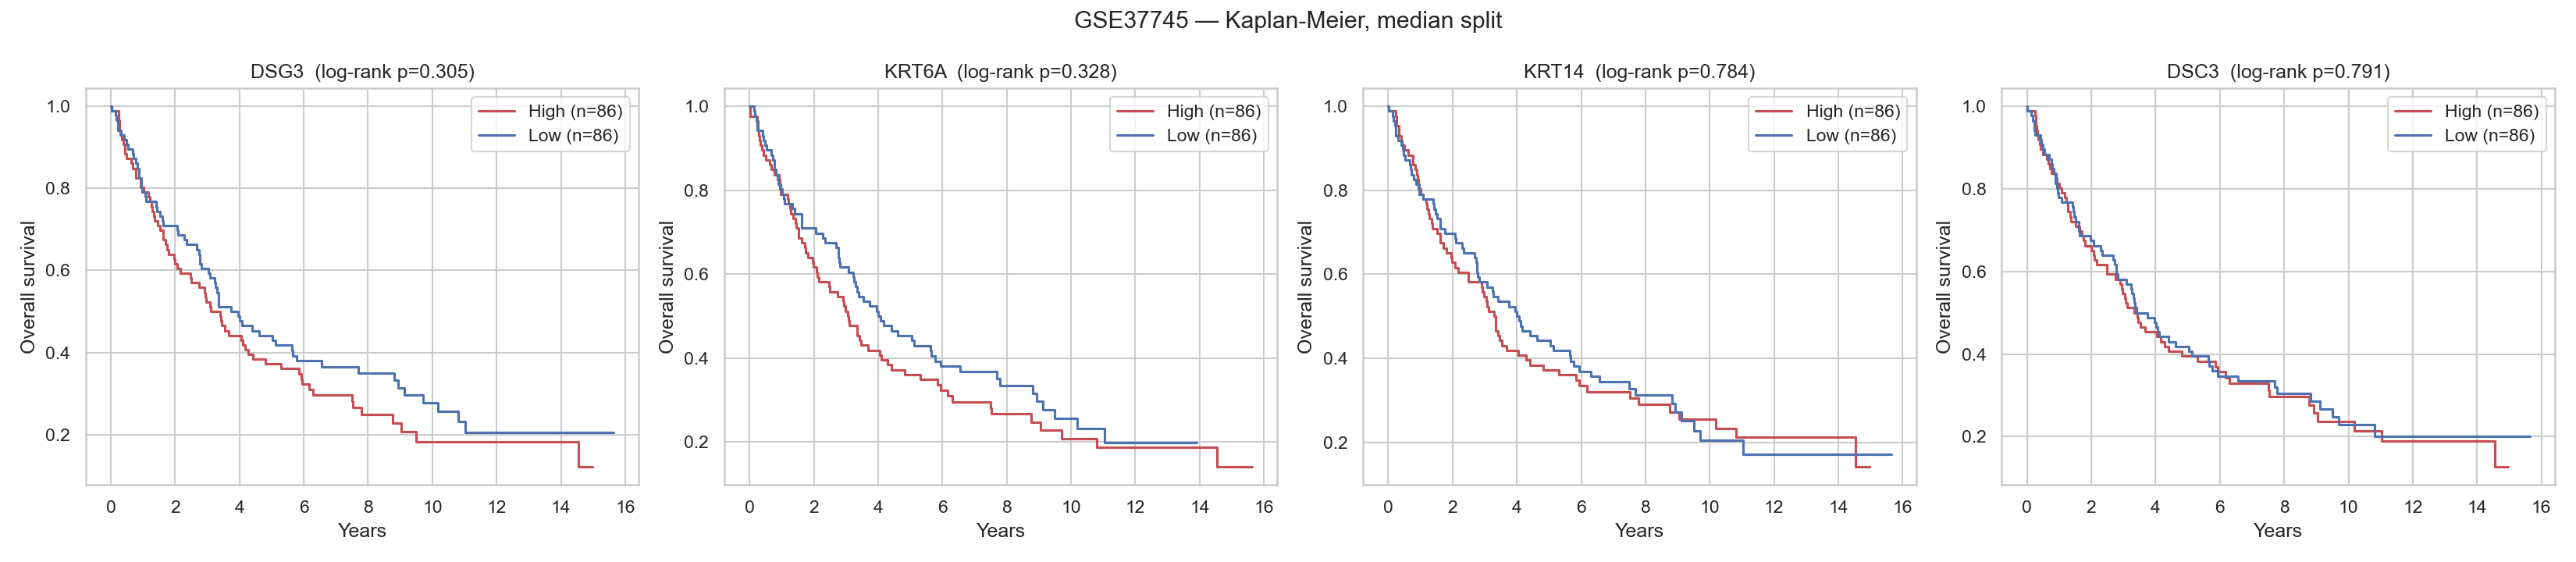 GSE37745 — Kaplan-Meier, median split
DSG3 (log-rank p=0.305)
Overall survival
1.0
0.8
0.6
0.4
0.2
High (n=86)
Low (n=86)
0 2 4 6 8 10 12 14 16
Years
KRT6A (log-rank p=0.328)
Overall survival
1.0
0.8
0.6
0.4
0.2
High (n=86)
Low (n=86)
0 2 4 6 8 10 12 14 16
Years
KRT14 (log-rank p=0.784)
Overall survival
1.0
0.8
0.6
0.4
0.2
High (n=86)
Low (n=86)
0 2 4 6 8 10 12 14 16
Years
DSC3 (log-rank p=0.791)
Overall survival
1.0
0.8
0.6
0.4
0.2
High (n=86)
Low (n=86)
0 2 4 6 8 10 12 14 16
Years